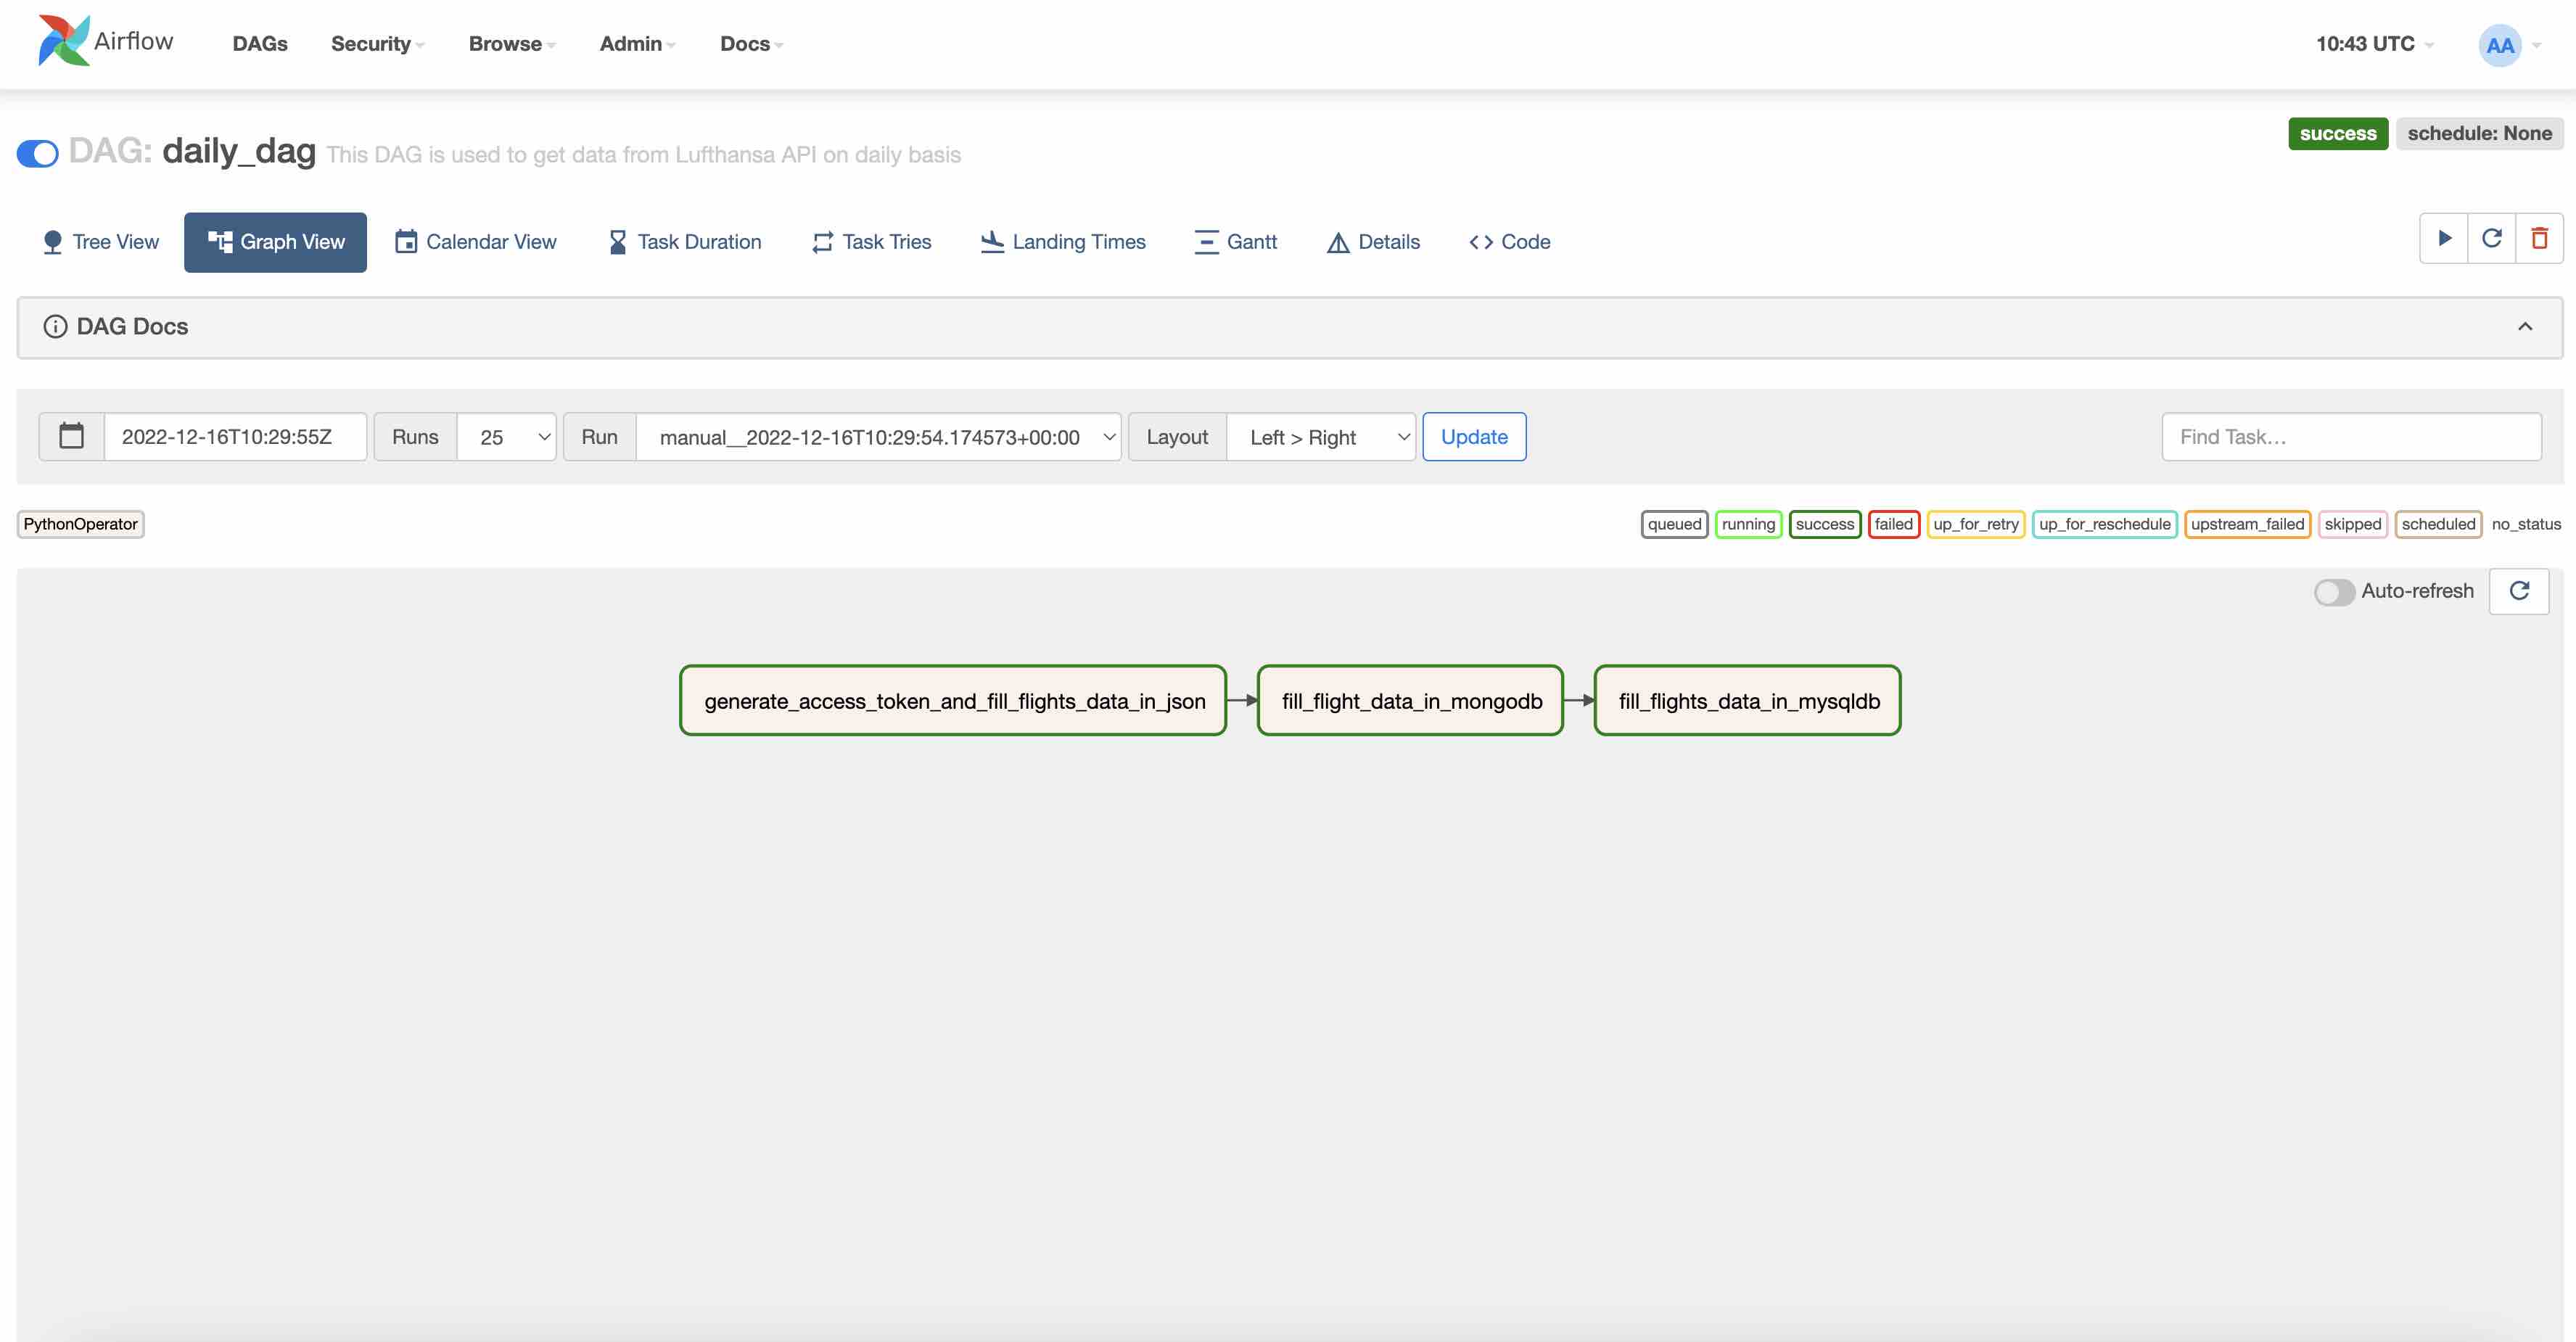 Airflow DAGs Security Browse Admin Docs 10:43 UTC AA
DAG: daily_dag This DAG is used to get data from Lufthansa API on daily basis success schedule: None
Tree View Graph View Calendar View Task Duration Task Tries Landing Times Gantt Details Code
DAG Docs
2022-12-16T10:29:55Z Runs 25 Run manual__2022-12-16T10:29:54.174573+00:00 Layout Left > Right Update Find Task...
PythonOperator queued running success failed up_for_retry up_for_reschedule upstream_failed skipped scheduled no_status
Auto-refresh
generate_access_token_and_fill_flights_data_in_json fill_flight_data_in_mongodb fill_flights_data_in_mysqldb